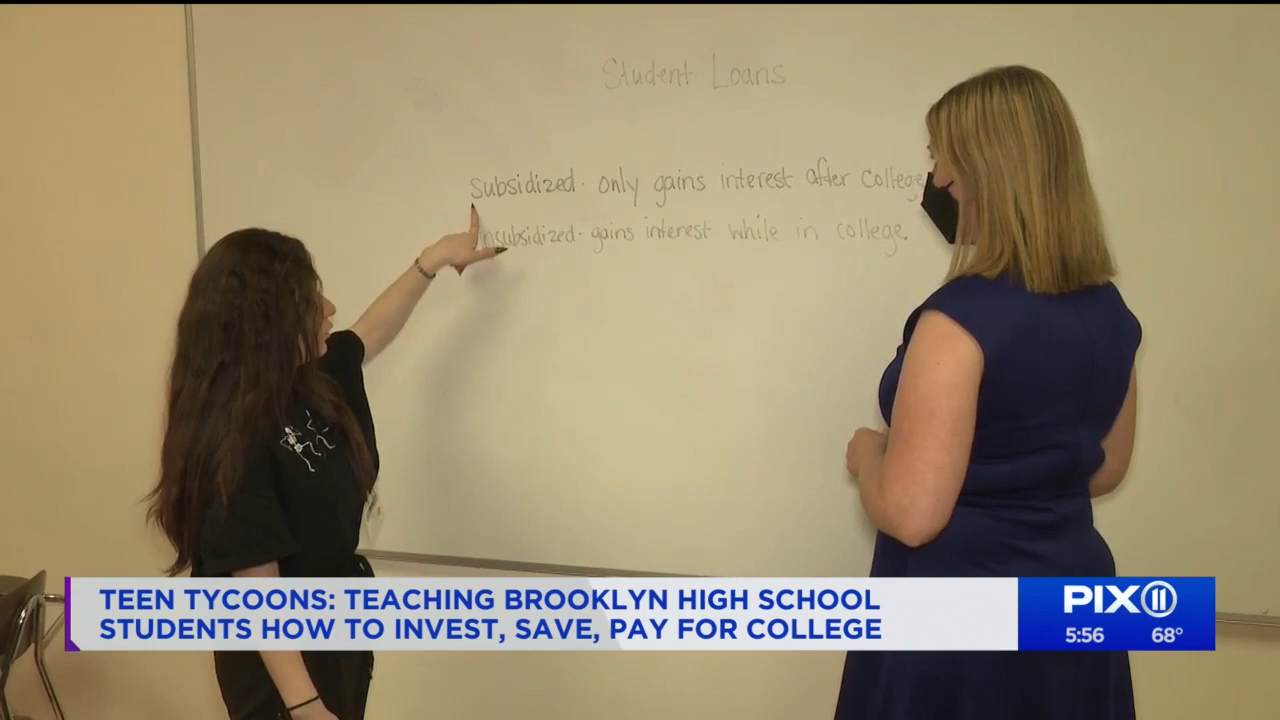 Student Loans
Subsidized - only gains interest after college
insubsidized - gains interest while in college.
TEEN TYCOONS: TEACHING BROOKLYN HIGH SCHOOL
STUDENTS HOW TO INVEST, SAVE, PAY FOR COLLEGE
PIX11
5:56 68°